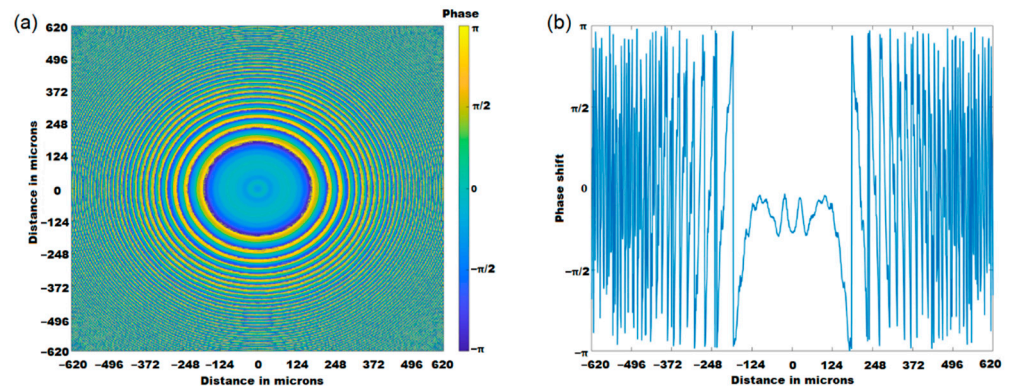 (a)
Phase
620
496
372
248
124
0
−124
−248
−372
−496
−620
−620 −496 −372 −248 −124 0 124 248 372 496 620
Distance in microns
Distance in microns
π
π/2
0
−π/2
−π
(b)
π
π/2
0
−π/2
−π
Phase shift
−620 −496 −372 −248 −124 0 124 248 372 496 620
Distance in microns